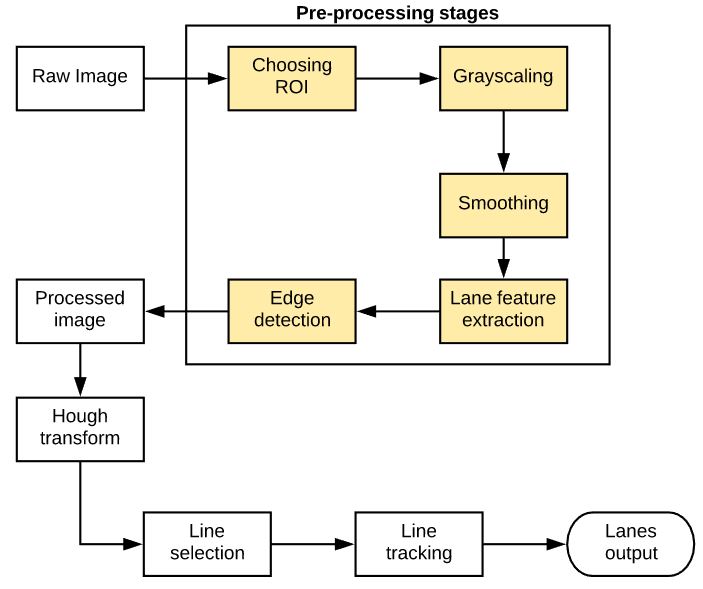 Pre-processing stages
Raw Image
Choosing
ROI
Grayscaling
Smoothing
Lane feature
extraction
Edge
detection
Processed
image
Hough
transform
Line
selection
Line
tracking
Lanes
output